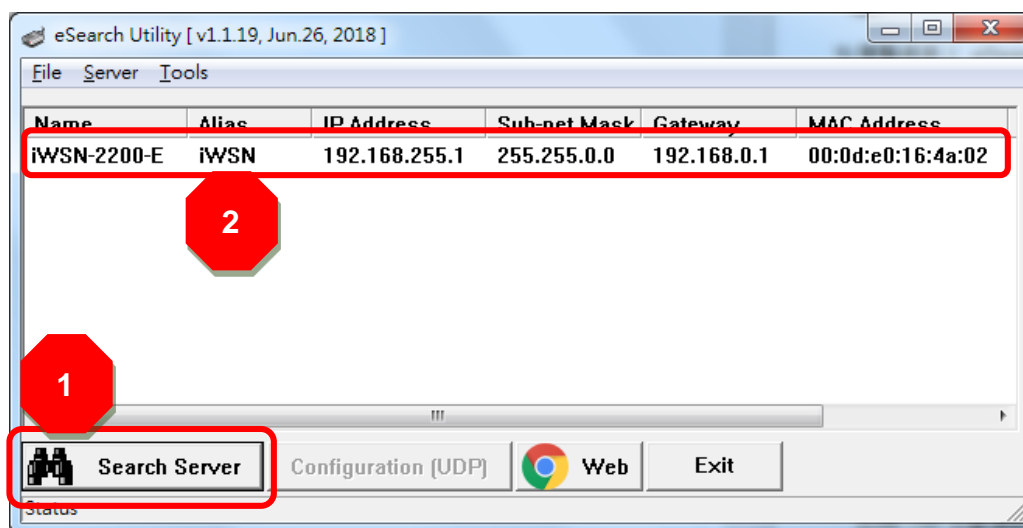 eSearch Utility [ v1.1.19, Jun.26, 2018 ]
File Server Tools
Name Alias IP Address Sub-net Mask Gateway MAC Address
iWSN-2200-E iWSN 192.168.255.1 255.255.0.0 192.168.0.1 00:0d:e0:16:4a:02
2
1
Search Server Configuration (UDP) Web Exit
Status